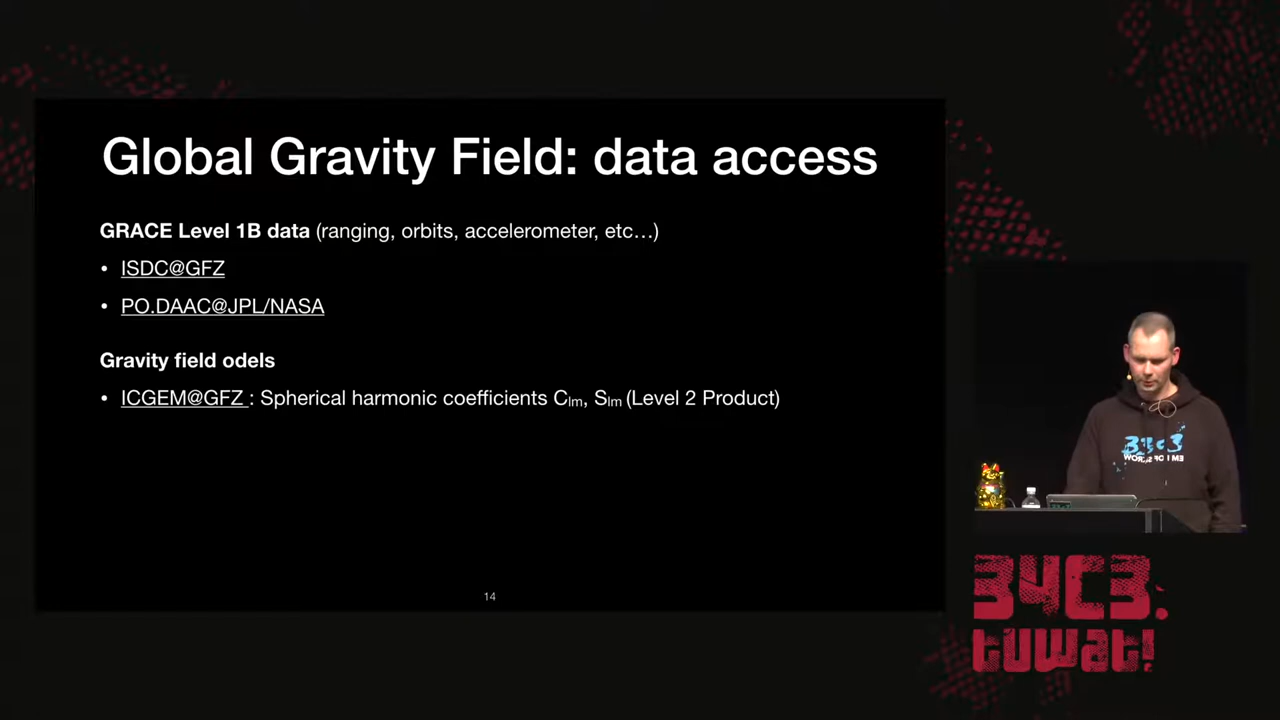 Global Gravity Field: data access
GRACE Level 1B data (ranging, orbits, accelerometer, etc…)
• ISDC@GFZ
• PO.DAAC@JPL/NASA
Gravity field odels
• ICGEM@GFZ : Spherical harmonic coefficients Clm, Slm (Level 2 Product)
14
34C3.
tuwat!